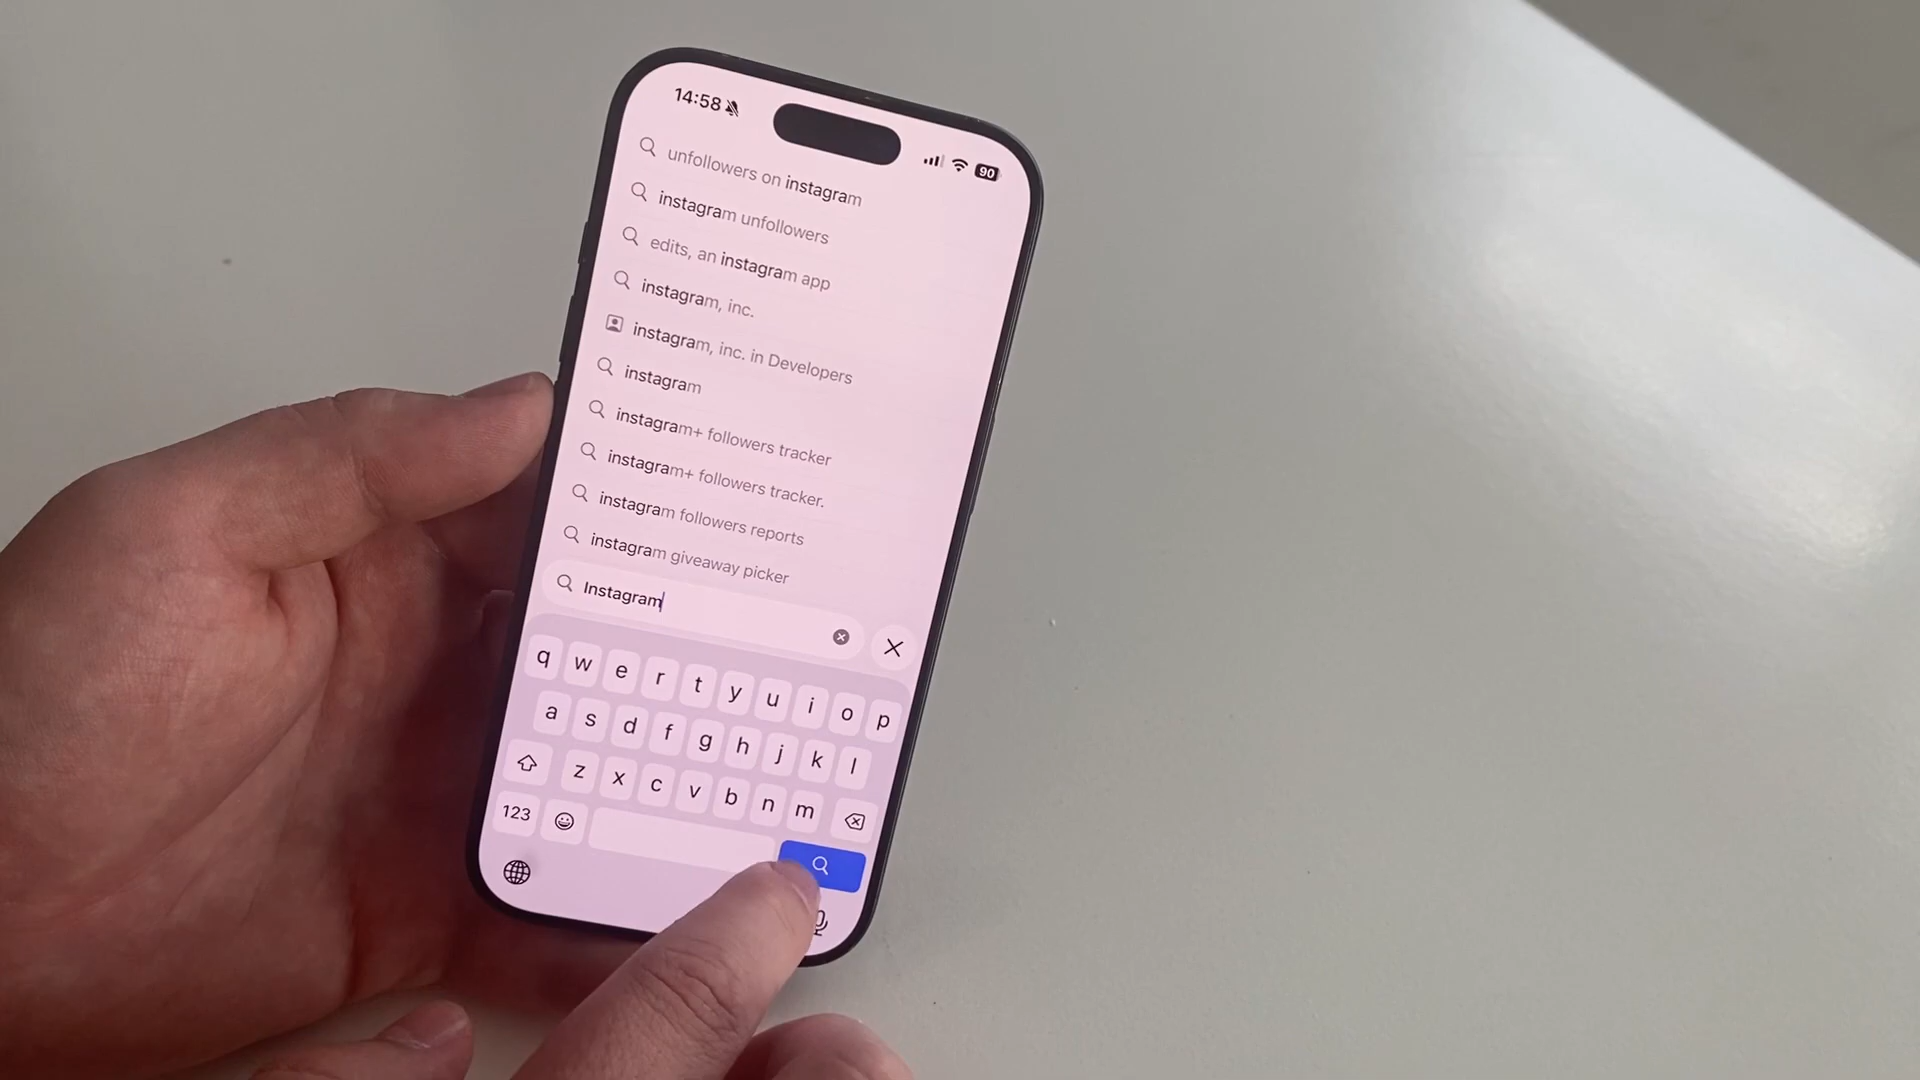 14:58
90
unfollowers on instagram
instagram unfollowers
edits, an instagram app
instagram, inc.
instagram, inc. in Developers
instagram
instagram+ followers tracker
instagram+ followers tracker.
instagram followers reports
instagram giveaway picker
Instagram
q w e r t y u i o p
a s d f g h j k l
z x c v b n m
123